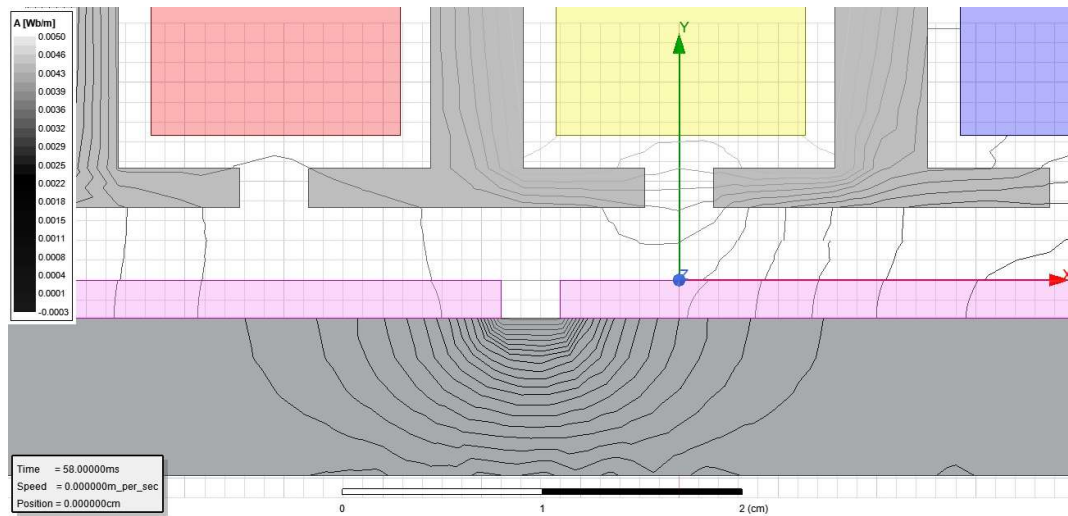 A [Wb/m]
0.0050
0.0047
0.0043
0.0039
0.0036
0.0032
0.0029
0.0025
0.0022
0.0018
0.0015
0.0011
0.0008
0.0004
0.0001
-0.0003
Y
Z
X
Time = 58.00000ms
Speed = 0.000000m_per_sec
Position = 0.000000cm
0 1 2 (cm)